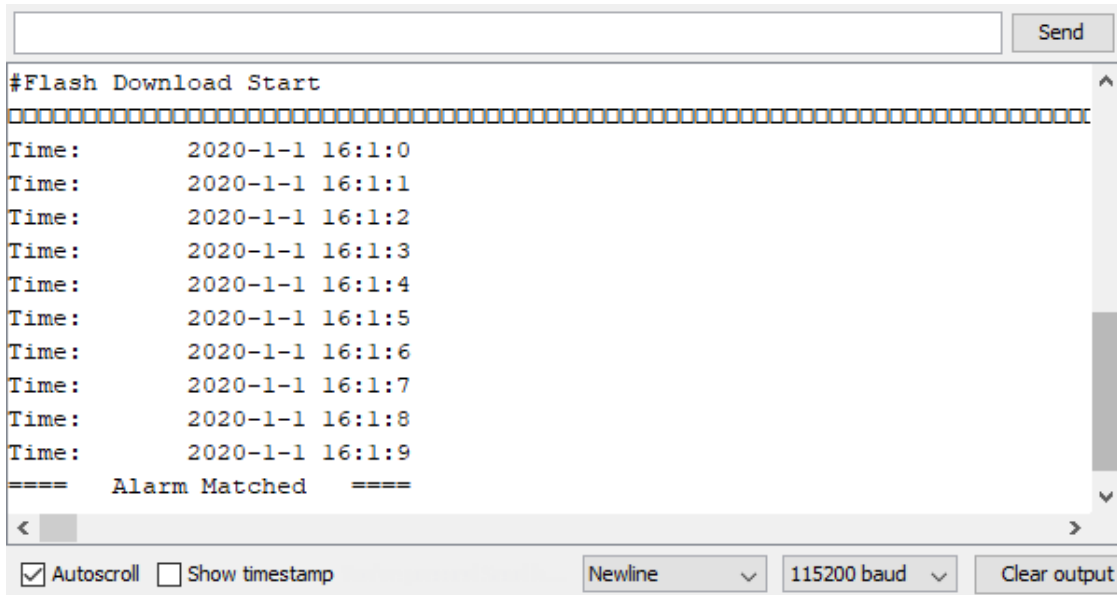 Send
#Flash Download Start
Time: 2020-1-1 16:1:0
Time: 2020-1-1 16:1:1
Time: 2020-1-1 16:1:2
Time: 2020-1-1 16:1:3
Time: 2020-1-1 16:1:4
Time: 2020-1-1 16:1:5
Time: 2020-1-1 16:1:6
Time: 2020-1-1 16:1:7
Time: 2020-1-1 16:1:8
Time: 2020-1-1 16:1:9
==== Alarm Matched ====
Autoscroll Show timestamp Newline 115200 baud Clear output